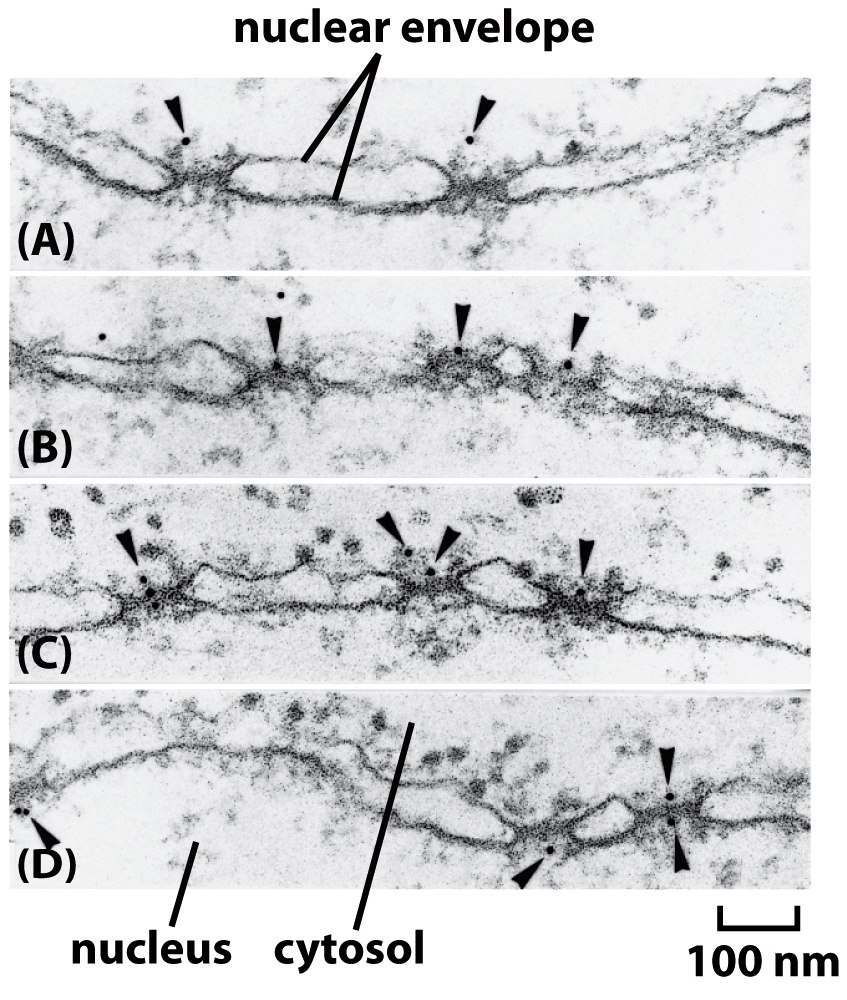 nuclear envelope
(A)
(B)
(C)
(D)
nucleus
cytosol
100 nm